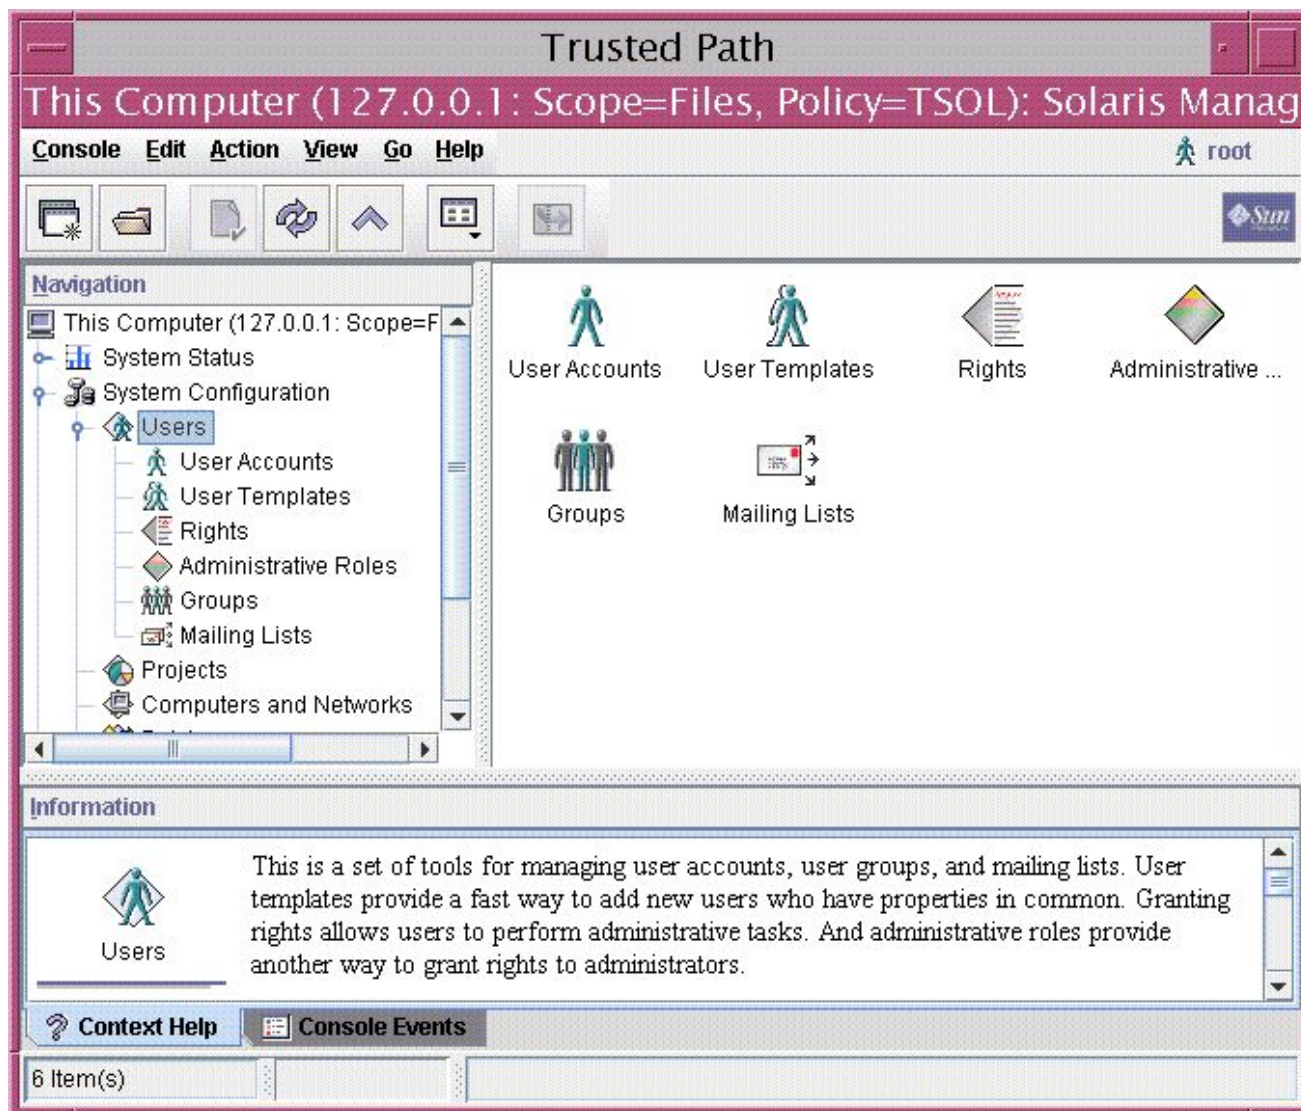 Trusted Path
This Computer (127.0.0.1: Scope=Files, Policy=TSOL): Solaris Manag
Console Edit Action View Go Help
root
Sun
Navigation
This Computer (127.0.0.1: Scope=F
System Status
System Configuration
Users
User Accounts
User Templates
Rights
Administrative Roles
Groups
Mailing Lists
Projects
Computers and Networks
User Accounts
User Templates
Rights
Administrative ...
Groups
Mailing Lists
Information
Users
This is a set of tools for managing user accounts, user groups, and mailing lists. User
templates provide a fast way to add new users who have properties in common. Granting
rights allows users to perform administrative tasks. And administrative roles provide
another way to grant rights to administrators.
Context Help
Console Events
6 Item(s)